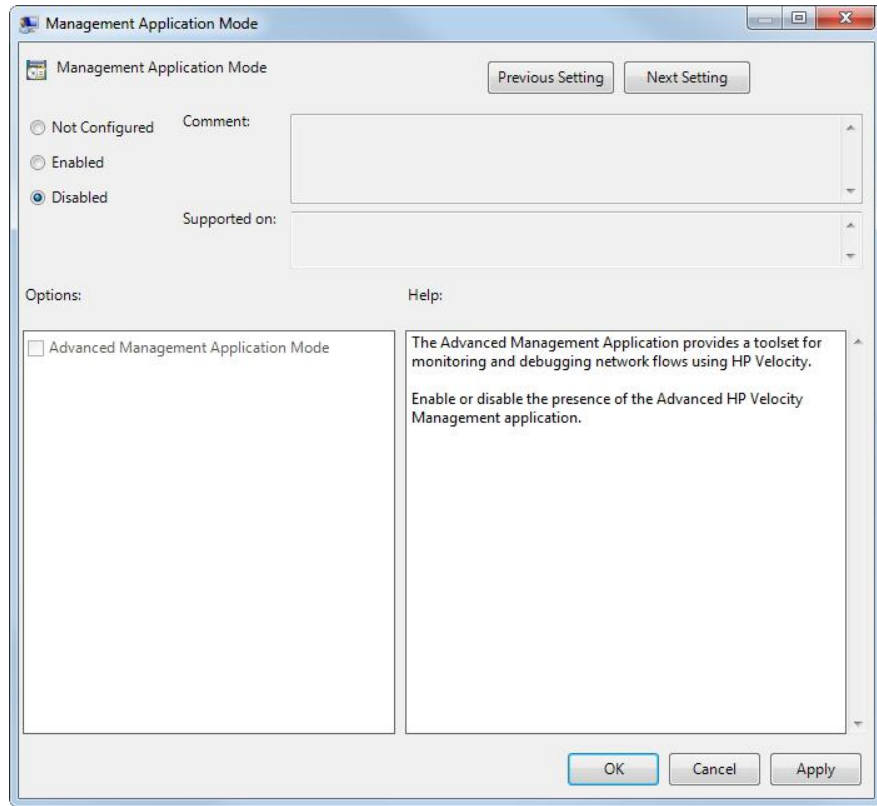 Management Application Mode
Management Application Mode
Previous Setting
Next Setting
Not Configured
Comment:
Enabled
Disabled
Supported on:
Options:
Help:
Advanced Management Application Mode
The Advanced Management Application provides a toolset for
monitoring and debugging network flows using HP Velocity.
Enable or disable the presence of the Advanced HP Velocity
Management application.
OK
Cancel
Apply